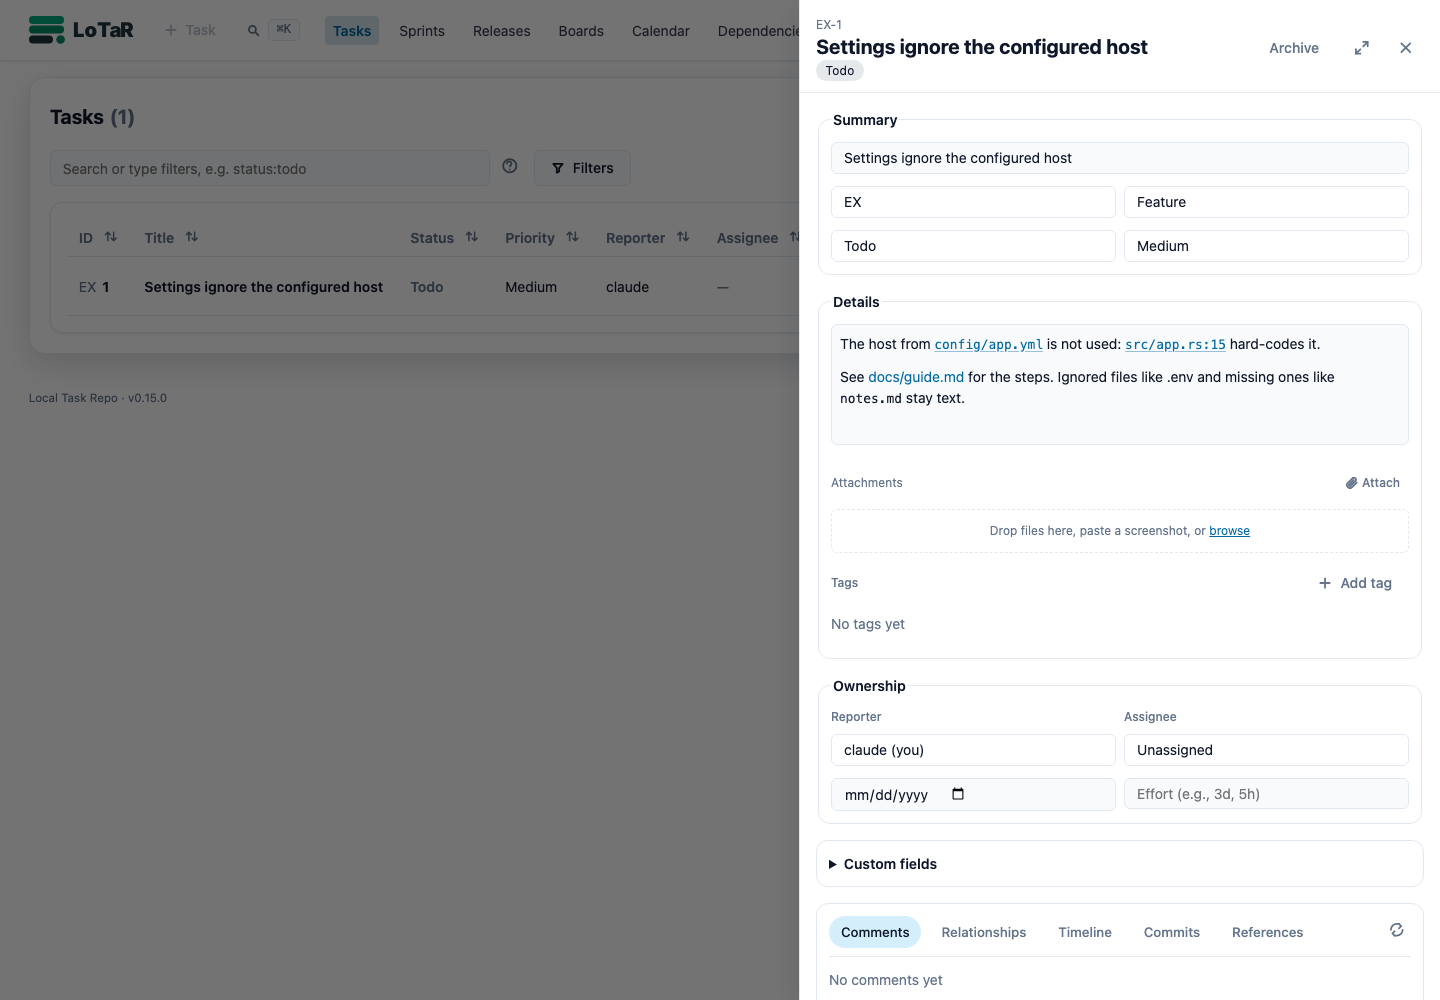 LoTaR
+ Task
⌘K
Tasks
Sprints
Releases
Boards
Calendar
Tasks (1)
Search or type filters, e.g. status:todo
Filters
ID
Title
Status
Priority
Reporter
Assignee
EX 1
Settings ignore the configured host
Todo
Medium
claude
—
Local Task Repo · v0.15.0
EX-1
Settings ignore the configured host
Todo
Archive
Summary
Settings ignore the configured host
EX
Feature
Todo
Medium
Details
The host from config/app.yml is not used: src/app.rs:15 hard-codes it.
See docs/guide.md for the steps. Ignored files like .env and missing ones like
notes.md stay text.
Attachments
Attach
Drop files here, paste a screenshot, or browse
Tags
+ Add tag
No tags yet
Ownership
Reporter
Assignee
claude (you)
Unassigned
mm/dd/yyyy
Effort (e.g., 3d, 5h)
Custom fields
Comments
Relationships
Timeline
Commits
References
No comments yet